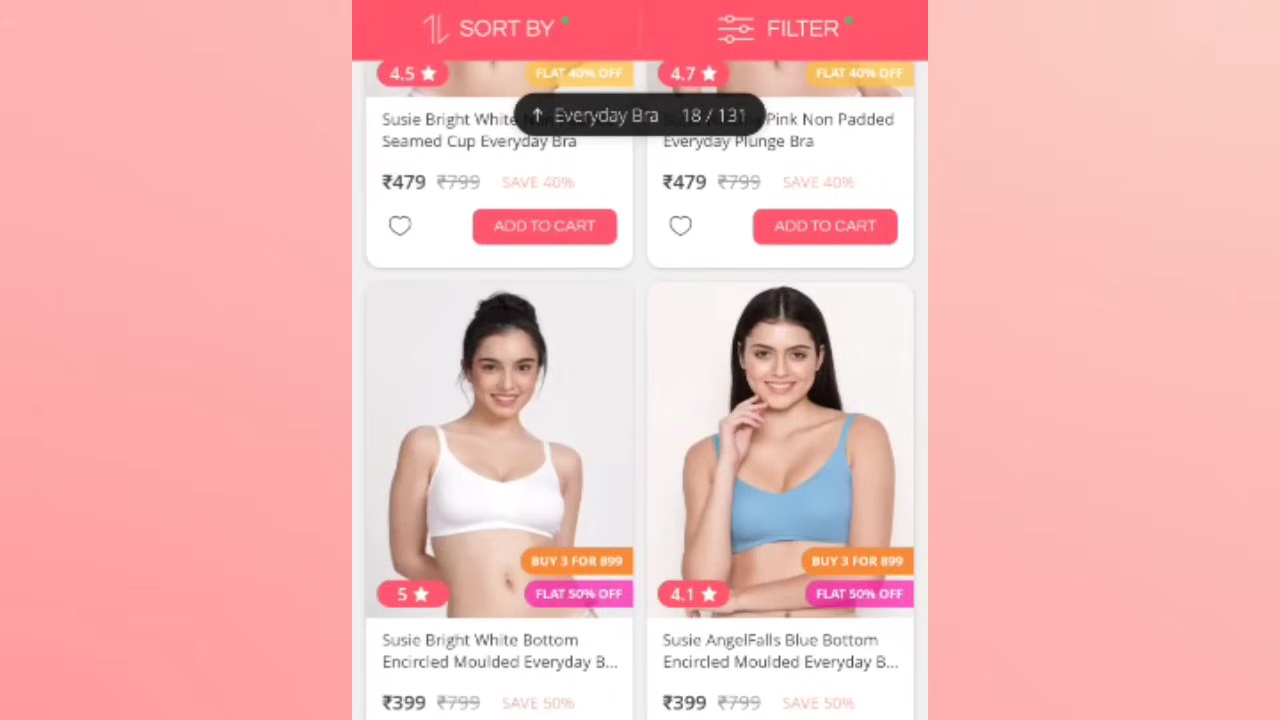 SORT BY
FILTER
4.5
FLAT 40% OFF
4.7
FLAT 40% OFF
↑ Everyday Bra 18 / 131
Susie Bright White
Seamed Cup Everyday Bra
Pink Non Padded
Everyday Plunge Bra
₹479 ₹799 SAVE 40%
₹479 ₹799 SAVE 40%
ADD TO CART
ADD TO CART
BUY 3 FOR 899
5
FLAT 50% OFF
BUY 3 FOR 899
4.1
FLAT 50% OFF
Susie Bright White Bottom
Encircled Moulded Everyday B...
Susie AngelFalls Blue Bottom
Encircled Moulded Everyday B...
₹399 ₹799 SAVE 50%
₹399 ₹799 SAVE 50%